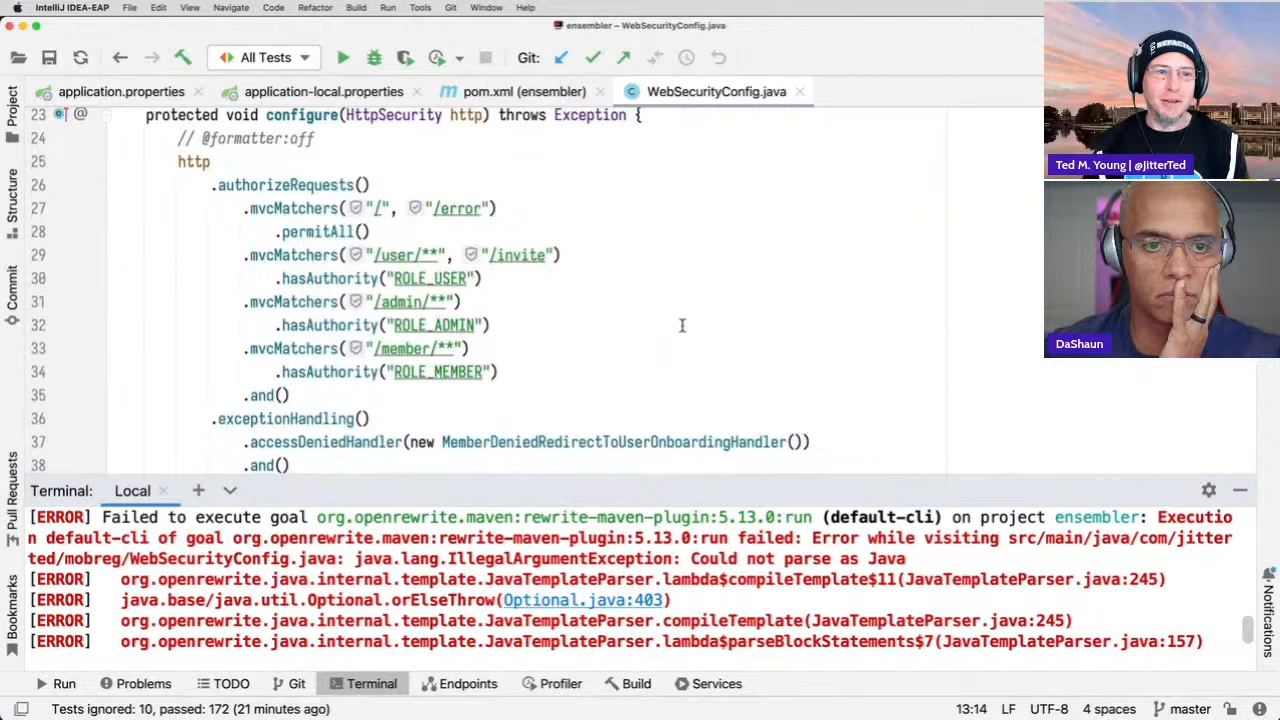 IntelliJ IDEA-EAP File Edit View Navigate Code Refactor Build Run Tools Git Window Help
ensembler – WebSecurityConfig.java
All Tests Git:
application.properties application-local.properties pom.xml (ensembler) WebSecurityConfig.java
Project
Structure
Commit
Pull Requests
Bookmarks
23 protected void configure(HttpSecurity http) throws Exception {
24 // @formatter:off
25 http
26 .authorizeRequests()
27 .mvcMatchers("/", "/error")
28 .permitAll()
29 .mvcMatchers("/user/**", "/invite")
30 .hasAuthority("ROLE_USER")
31 .mvcMatchers("/admin/**")
32 .hasAuthority("ROLE_ADMIN")
33 .mvcMatchers("/member/**")
34 .hasAuthority("ROLE_MEMBER")
35 .and()
36 .exceptionHandling()
37 .accessDeniedHandler(new MemberDeniedRedirectToUserOnboardingHandler())
38 .and()
REFACTOR
Ted M. Young | @JitterTed
DaShaun
Terminal: Local
[ERROR] Failed to execute goal org.openrewrite.maven:rewrite-maven-plugin:5.13.0:run (default-cli) on project ensembler: Executio
n default-cli of goal org.openrewrite.maven:rewrite-maven-plugin:5.13.0:run failed: Error while visiting src/main/java/com/jitter
ted/mobreg/WebSecurityConfig.java: java.lang.IllegalArgumentException: Could not parse as Java
[ERROR] org.openrewrite.java.internal.template.JavaTemplateParser.lambda$compileTemplate$11(JavaTemplateParser.java:245)
[ERROR] java.base/java.util.Optional.orElseThrow(Optional.java:403)
[ERROR] org.openrewrite.java.internal.template.JavaTemplateParser.compileTemplate(JavaTemplateParser.java:245)
[ERROR] org.openrewrite.java.internal.template.JavaTemplateParser.lambda$parseBlockStatements$7(JavaTemplateParser.java:157)
Notifications
Run Problems TODO Git Terminal Endpoints Profiler Build Services
Tests ignored: 10, passed: 172 (21 minutes ago) 13:14 LF UTF-8 4 spaces master